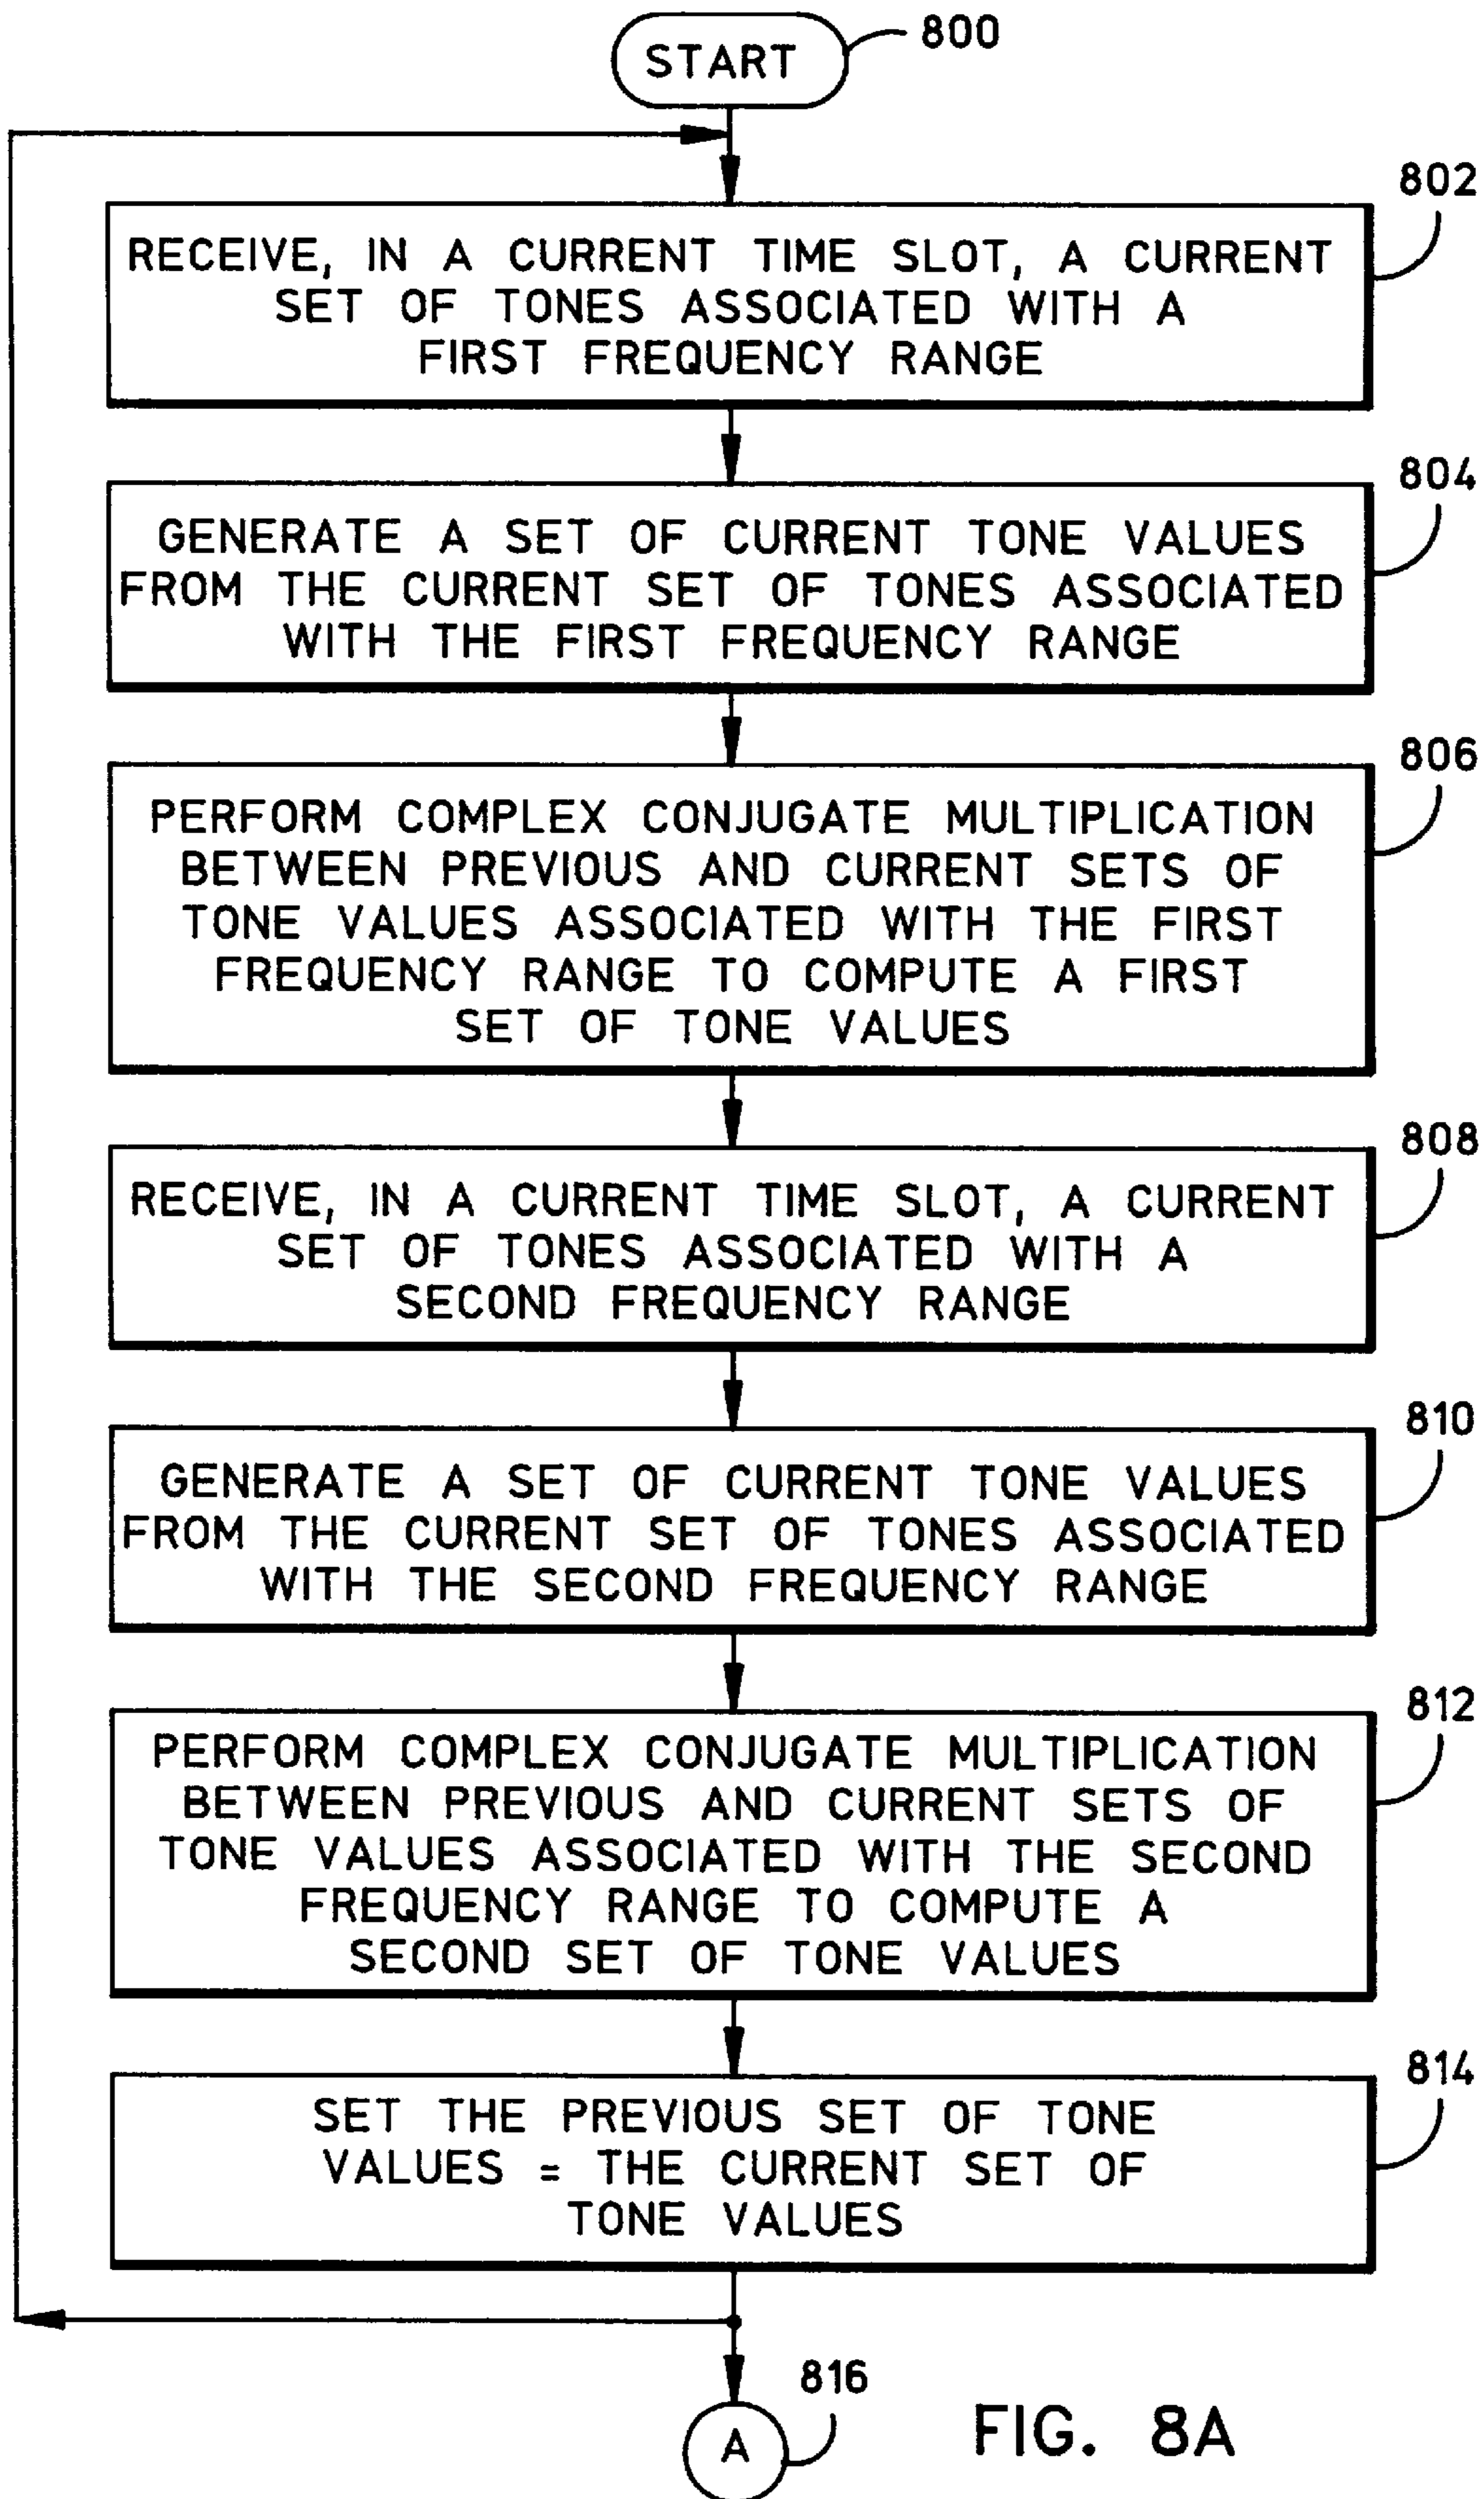 START
800
802
RECEIVE, IN A CURRENT TIME SLOT, A CURRENT
SET OF TONES ASSOCIATED WITH A
FIRST FREQUENCY RANGE
804
GENERATE A SET OF CURRENT TONE VALUES
FROM THE CURRENT SET OF TONES ASSOCIATED
WITH THE FIRST FREQUENCY RANGE
806
PERFORM COMPLEX CONJUGATE MULTIPLICATION
BETWEEN PREVIOUS AND CURRENT SETS OF
TONE VALUES ASSOCIATED WITH THE FIRST
FREQUENCY RANGE TO COMPUTE A FIRST
SET OF TONE VALUES
808
RECEIVE, IN A CURRENT TIME SLOT, A CURRENT
SET OF TONES ASSOCIATED WITH A
SECOND FREQUENCY RANGE
810
GENERATE A SET OF CURRENT TONE VALUES
FROM THE CURRENT SET OF TONES ASSOCIATED
WITH THE SECOND FREQUENCY RANGE
812
PERFORM COMPLEX CONJUGATE MULTIPLICATION
BETWEEN PREVIOUS AND CURRENT SETS OF
TONE VALUES ASSOCIATED WITH THE SECOND
FREQUENCY RANGE TO COMPUTE A
SECOND SET OF TONE VALUES
814
SET THE PREVIOUS SET OF TONE
VALUES = THE CURRENT SET OF
TONE VALUES
816
A
FIG. 8A